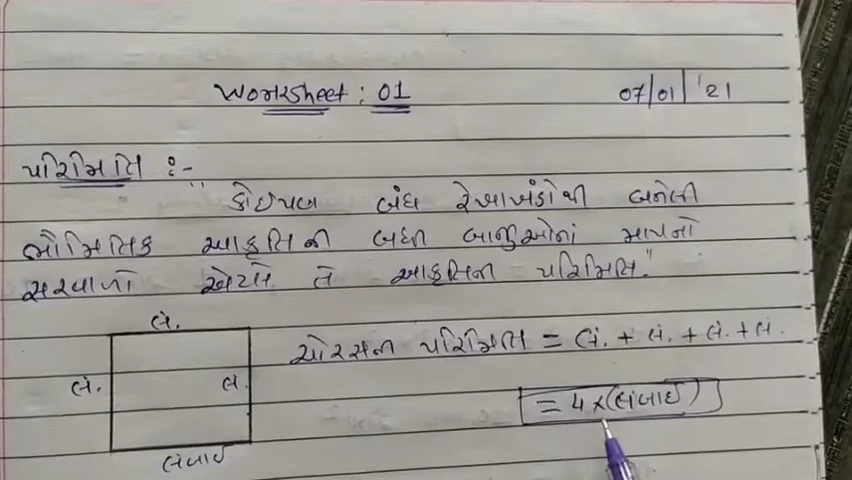 Worksheet : 01
07/01/'21
પરિમિતિ :-
"કોઈપણ બંધ રેખાખંડોથી બનેલી
ભૌમિતિક આકૃતિની બધી બાજુઓનાં માપનો
સરવાળો એટલે તે આકૃતિની પરિમિતિ."
લં.
ચોરસની પરિમિતિ = લં. + લં. + લં. + લં.
લં. લં.
= 4 × (લંબાઈ)
લંબાઈ